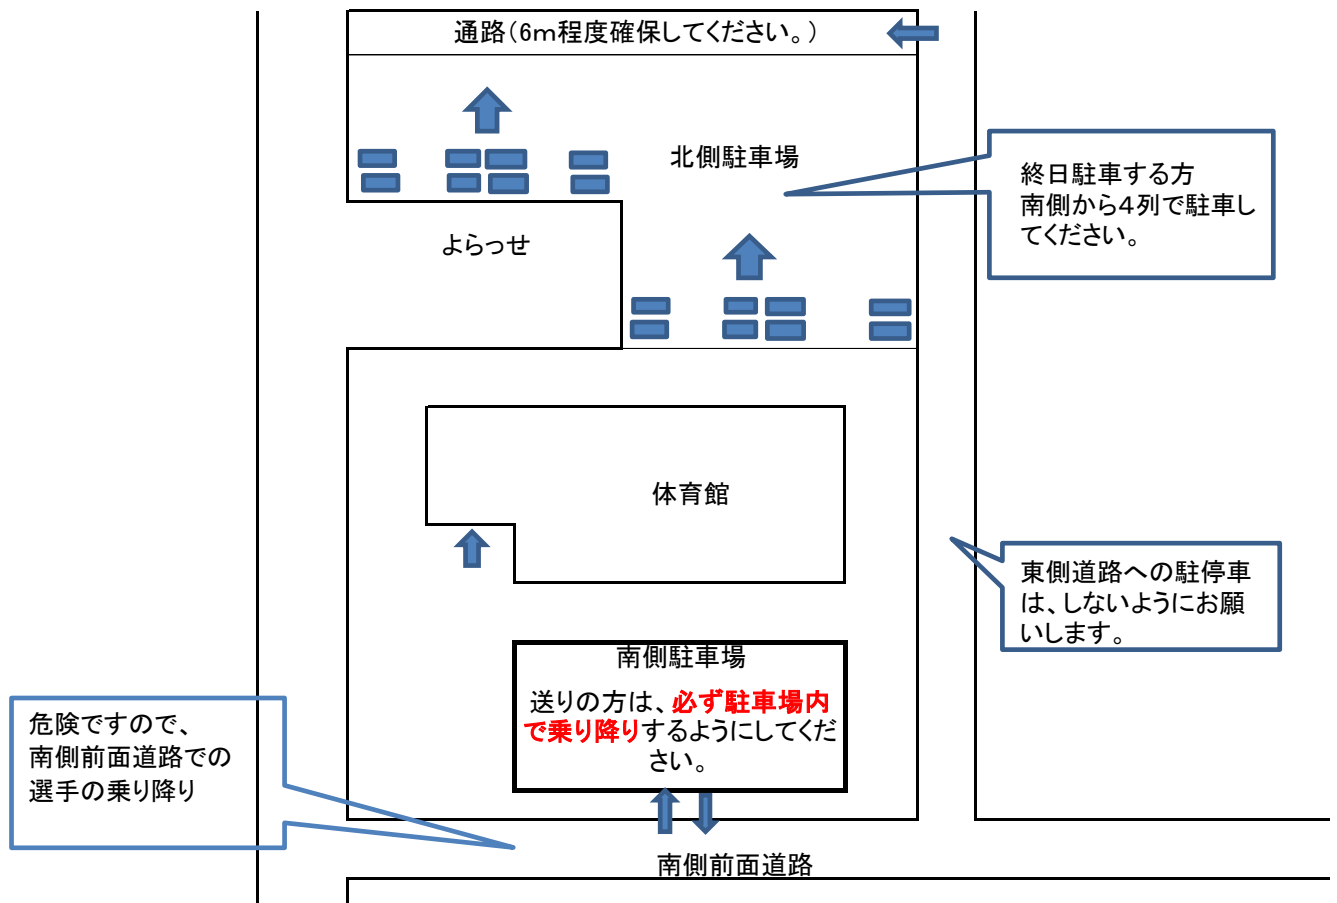 通路（6ｍ程度確保してください。）
北側駐車場
終日駐車する方
南側から４列で駐車し
てください。
よらっせ
体育館
東側道路への駐停車
は、しないようにお願
いします。
南側駐車場
送りの方は、必ず駐車場内
で乗り降りするようにしてくだ
さい。
危険ですので、
南側前面道路での
選手の乗り降り
南側前面道路